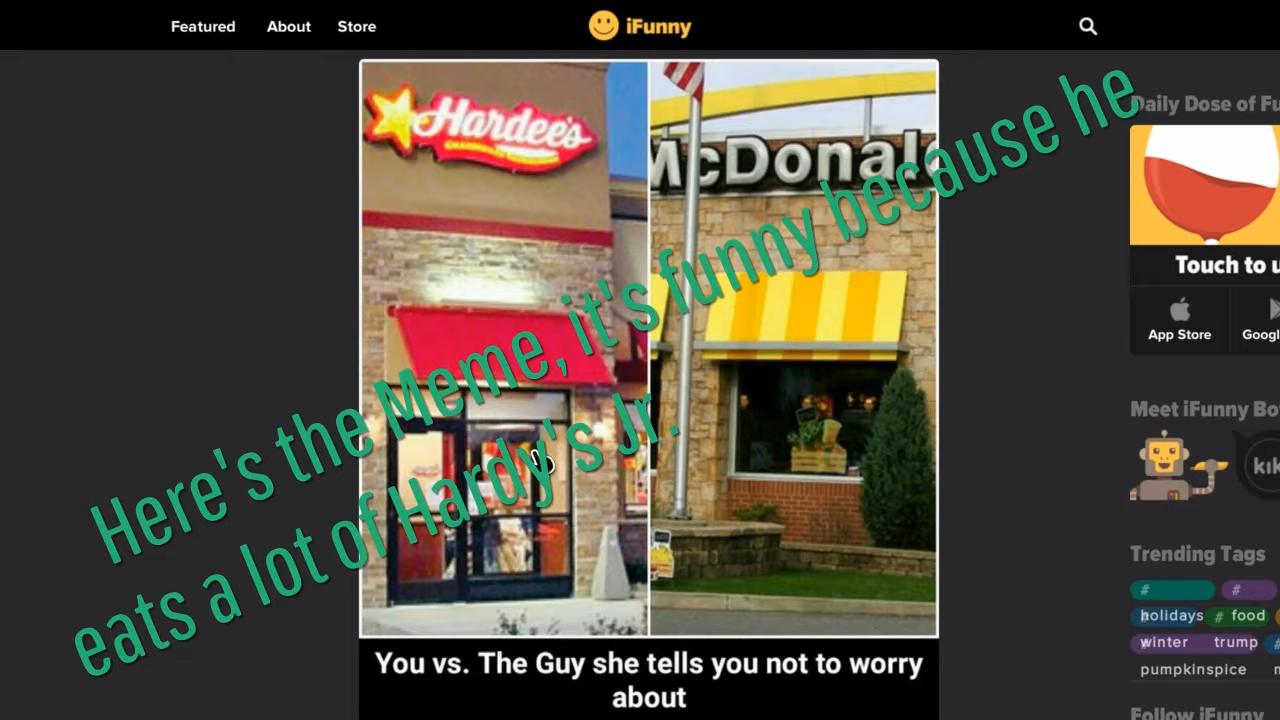 Featured About Store
iFunny
Hardee's
McDonal
Daily Dose of Fu
Touch to u
App Store Googl
Here's the Meme, it's funny because he
eats a lot of Hardy's Jr.
Meet iFunny Bo
kik
Trending Tags
# #
holidays # food
winter trump #
pumpkinspice
You vs. The Guy she tells you not to worry
about
Follow iFunny